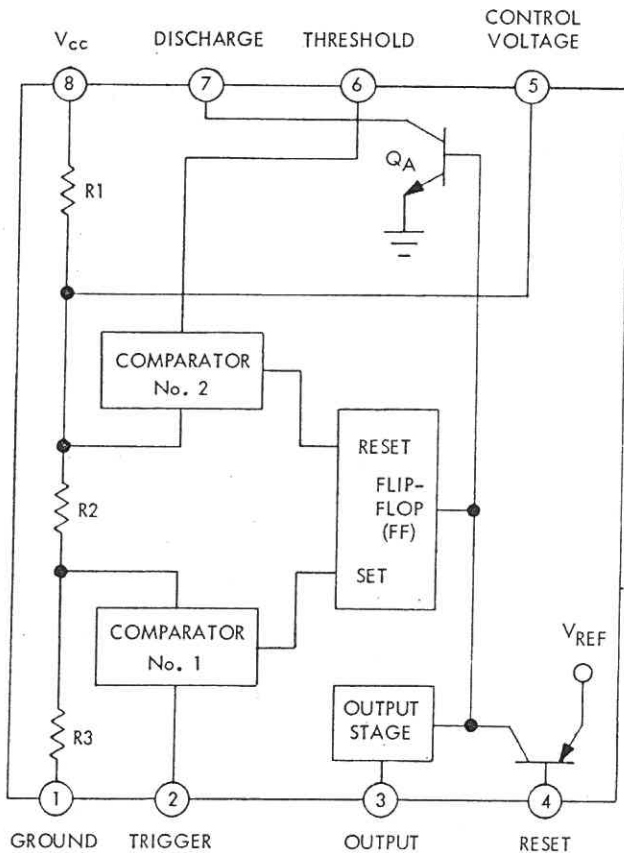 CONTROL
Vcc DISCHARGE THRESHOLD VOLTAGE
8 7 6 5
QA
R1
COMPARATOR
No. 2
RESET
R2
FLIP-
FLOP
(FF)
SET
COMPARATOR
No. 1
VREF
OUTPUT
STAGE
R3
1 2 3 4
GROUND TRIGGER OUTPUT RESET